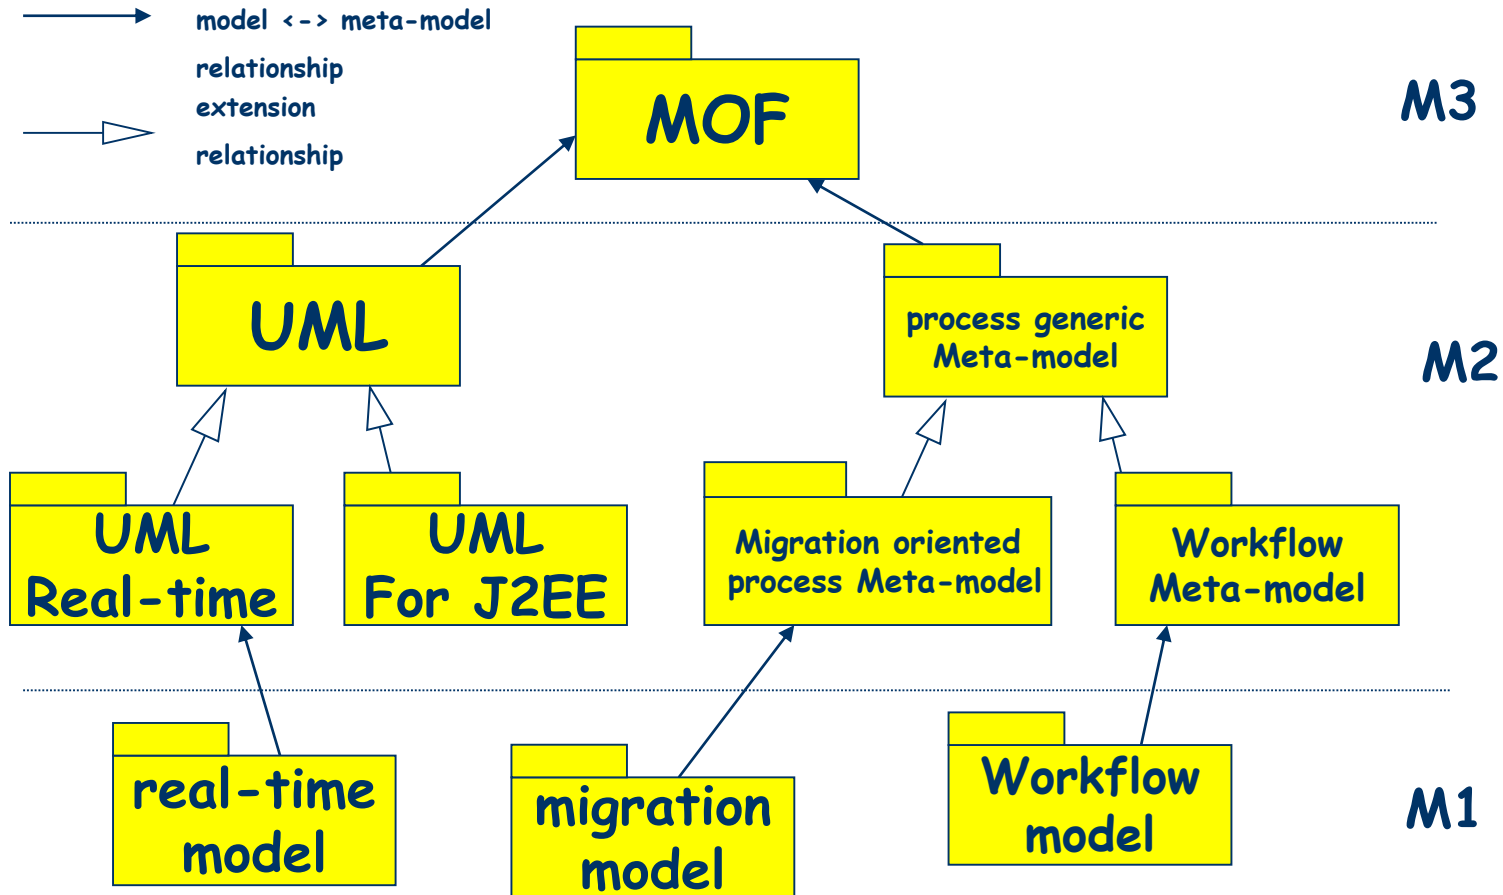 model <-> meta-model
relationship
extension
relationship
MOF
M3
UML
process generic
Meta-model
M2
UML
Real-time
UML
For J2EE
Migration oriented
process Meta-model
Workflow
Meta-model
real-time
model
migration
model
Workflow
model
M1